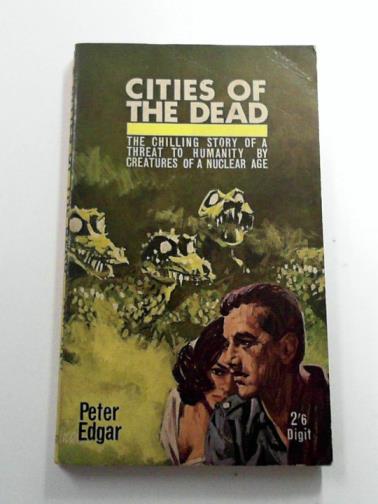 CITIES OF
THE DEAD
THE CHILLING STORY OF A
THREAT TO HUMANITY BY
CREATURES OF A NUCLEAR AGE
Peter
Edgar
2'6
Digit